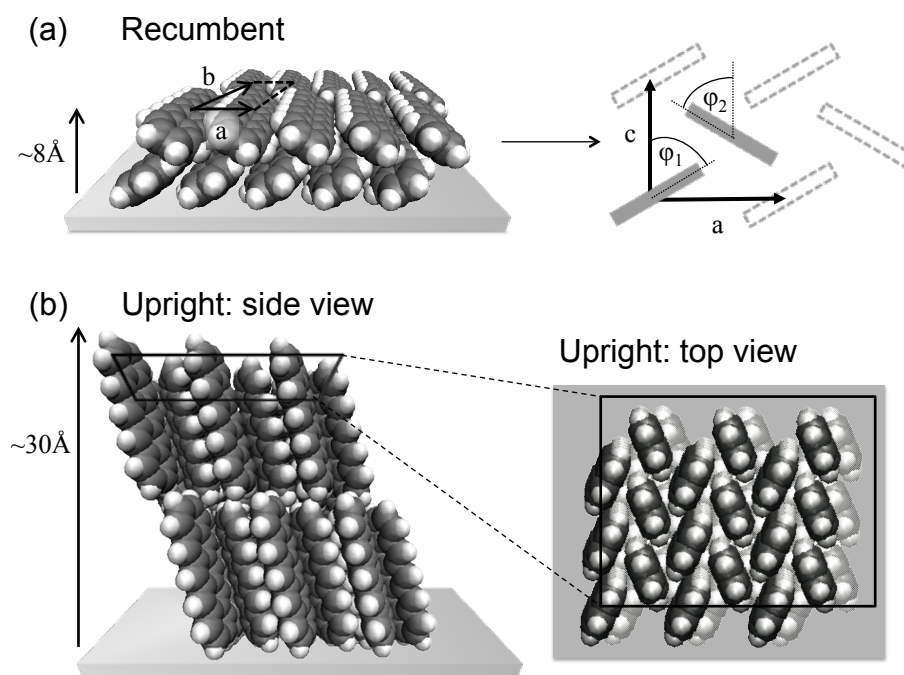 (a) Recumbent
b
a
~8Å
c
φ₁
φ₂
a
(b) Upright: side view
Upright: top view
~30Å